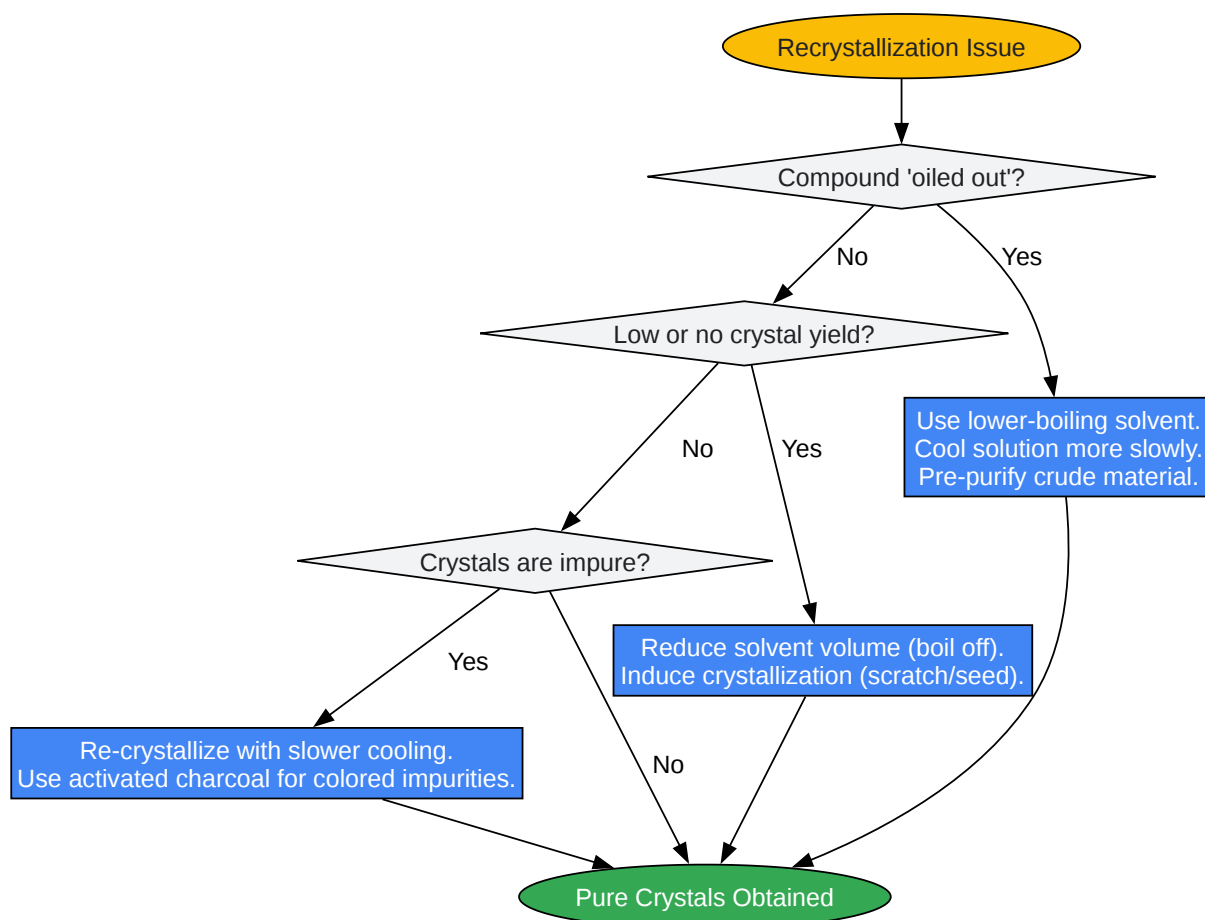 Recrystallization Issue
Compound 'oiled out'?
No
Yes
Low or no crystal yield?
Use lower-boiling solvent.
Cool solution more slowly.
Pre-purify crude material.
No
Yes
Crystals are impure?
Reduce solvent volume (boil off).
Induce crystallization (scratch/seed).
Yes
Re-crystallize with slower cooling.
Use activated charcoal for colored impurities.
No
Pure Crystals Obtained